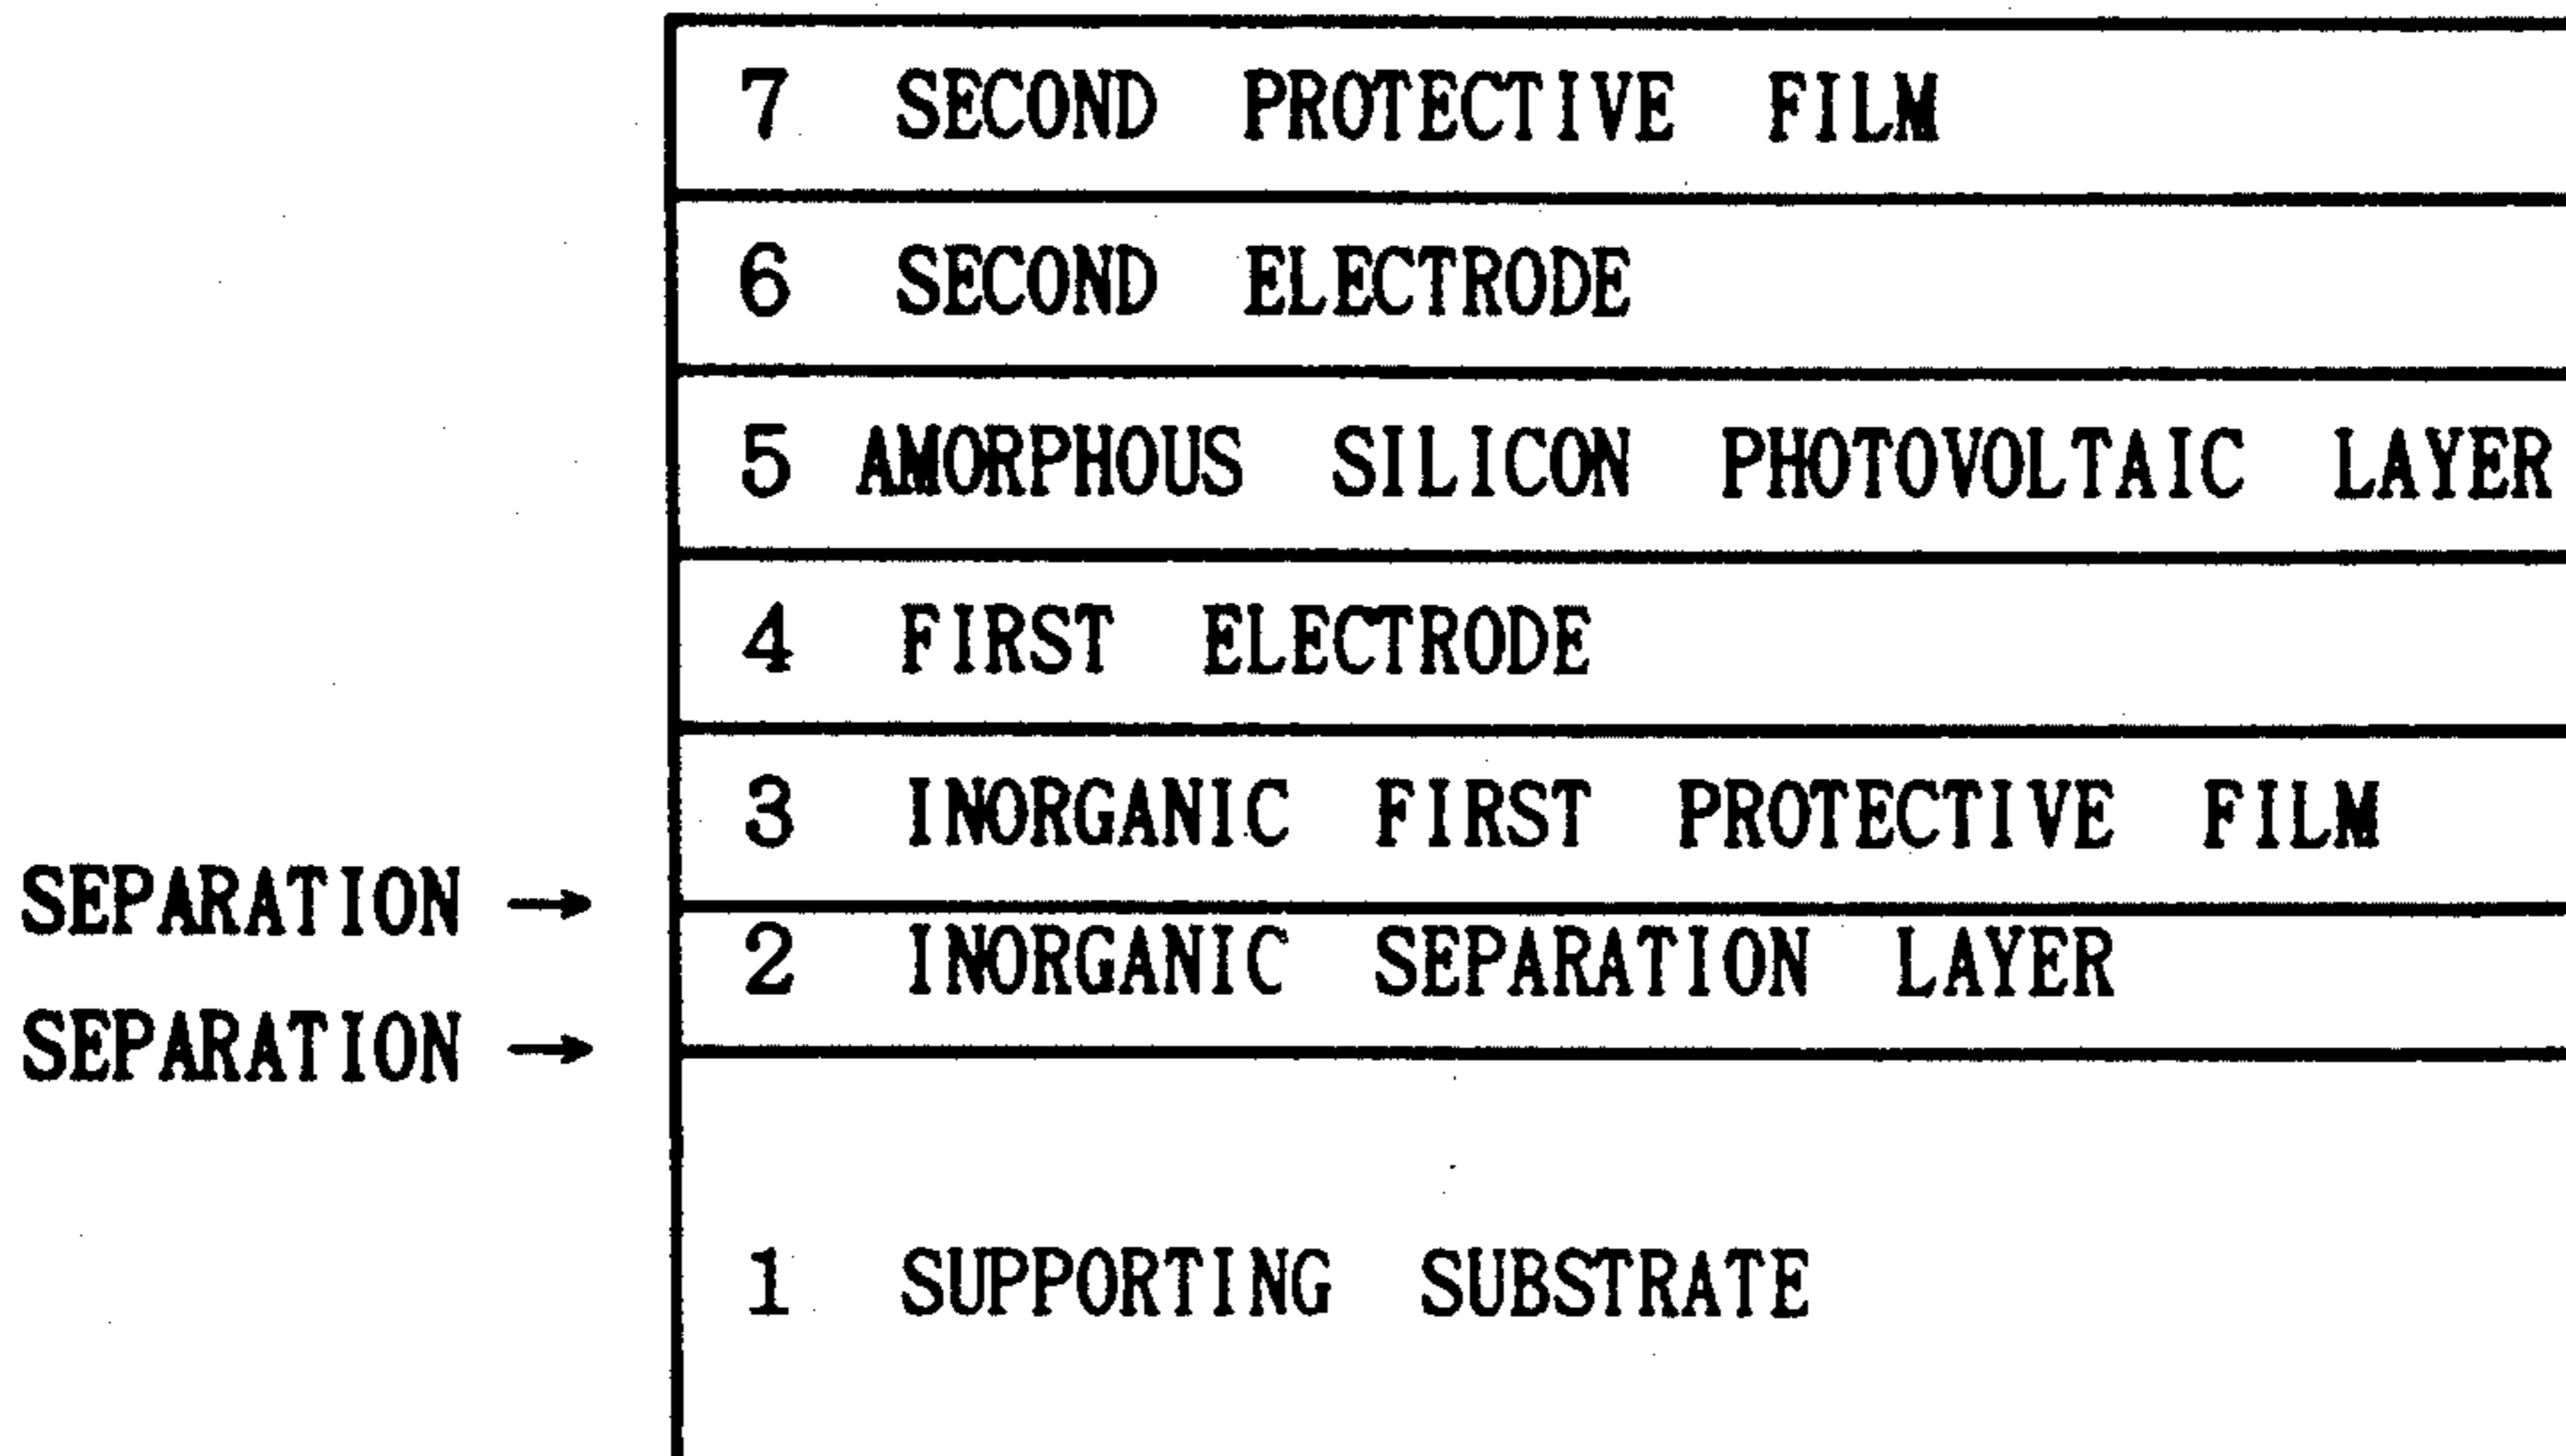 7 SECOND PROTECTIVE FILM
6 SECOND ELECTRODE
5 AMORPHOUS SILICON PHOTOVOLTAIC LAYER
4 FIRST ELECTRODE
3 INORGANIC FIRST PROTECTIVE FILM
SEPARATION →
2 INORGANIC SEPARATION LAYER
SEPARATION →
1 SUPPORTING SUBSTRATE